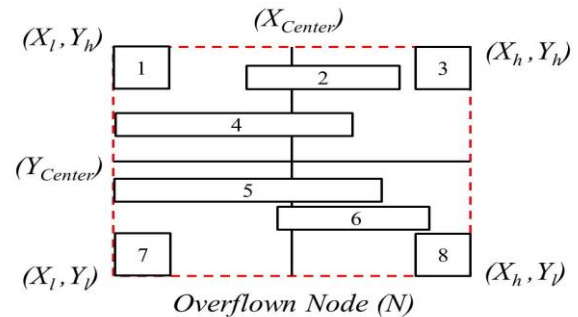 (X_Center)
(X_l, Y_h)
1
2
3
(X_h, Y_h)
4
(Y_Center)
5
6
7
8
(X_l, Y_l)
(X_h, Y_l)
Overflown Node (N)